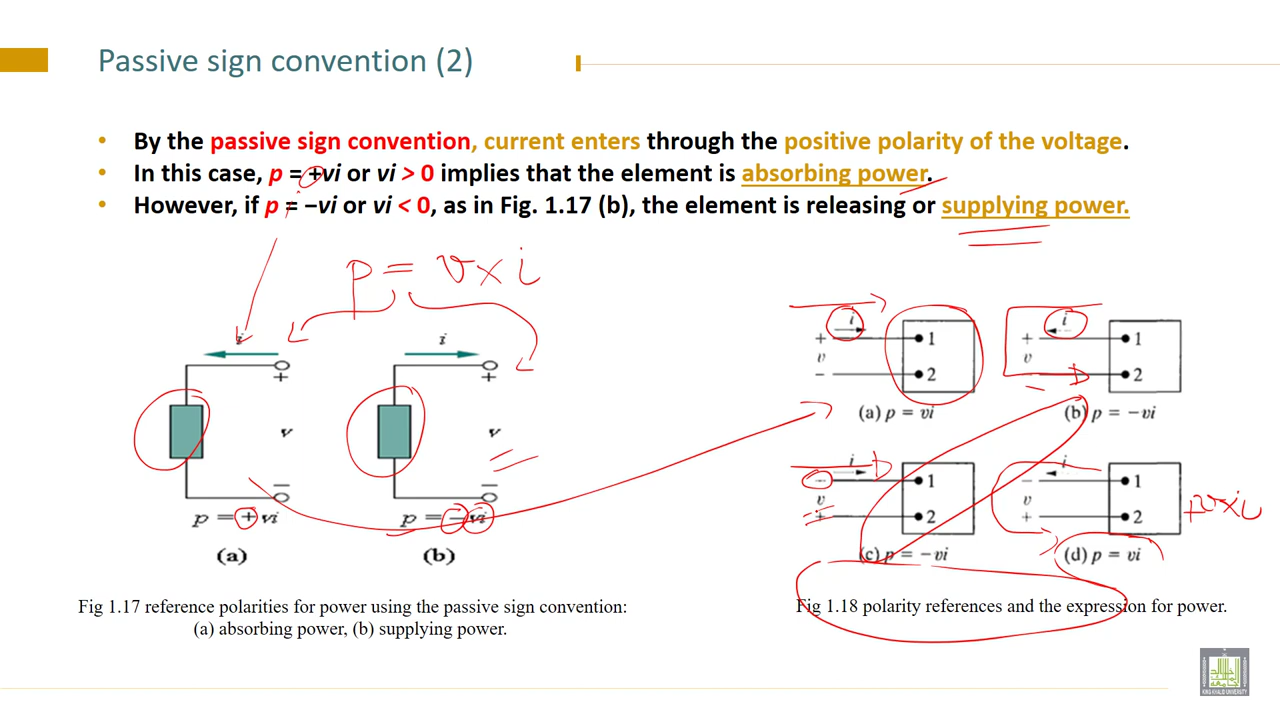 Passive sign convention (2)
• By the passive sign convention, current enters through the positive polarity of the voltage.
• In this case, p = +vi or vi > 0 implies that the element is absorbing power.
• However, if p = −vi or vi < 0, as in Fig. 1.17 (b), the element is releasing or supplying power.
p = v × i
i
+
v
−
p = + vi
(a)
i
+
v
−
p = − vi
(b)
Fig 1.17 reference polarities for power using the passive sign convention:
(a) absorbing power, (b) supplying power.
i
+
v
−
1
2
(a) p = vi
i
+
v
−
1
2
(b) p = −vi
i
−
v
+
1
2
(c) p = −vi
i
−
v
+
1
2
(d) p = vi
+v×i
Fig 1.18 polarity references and the expression for power.
KING KHALID UNIVERSITY